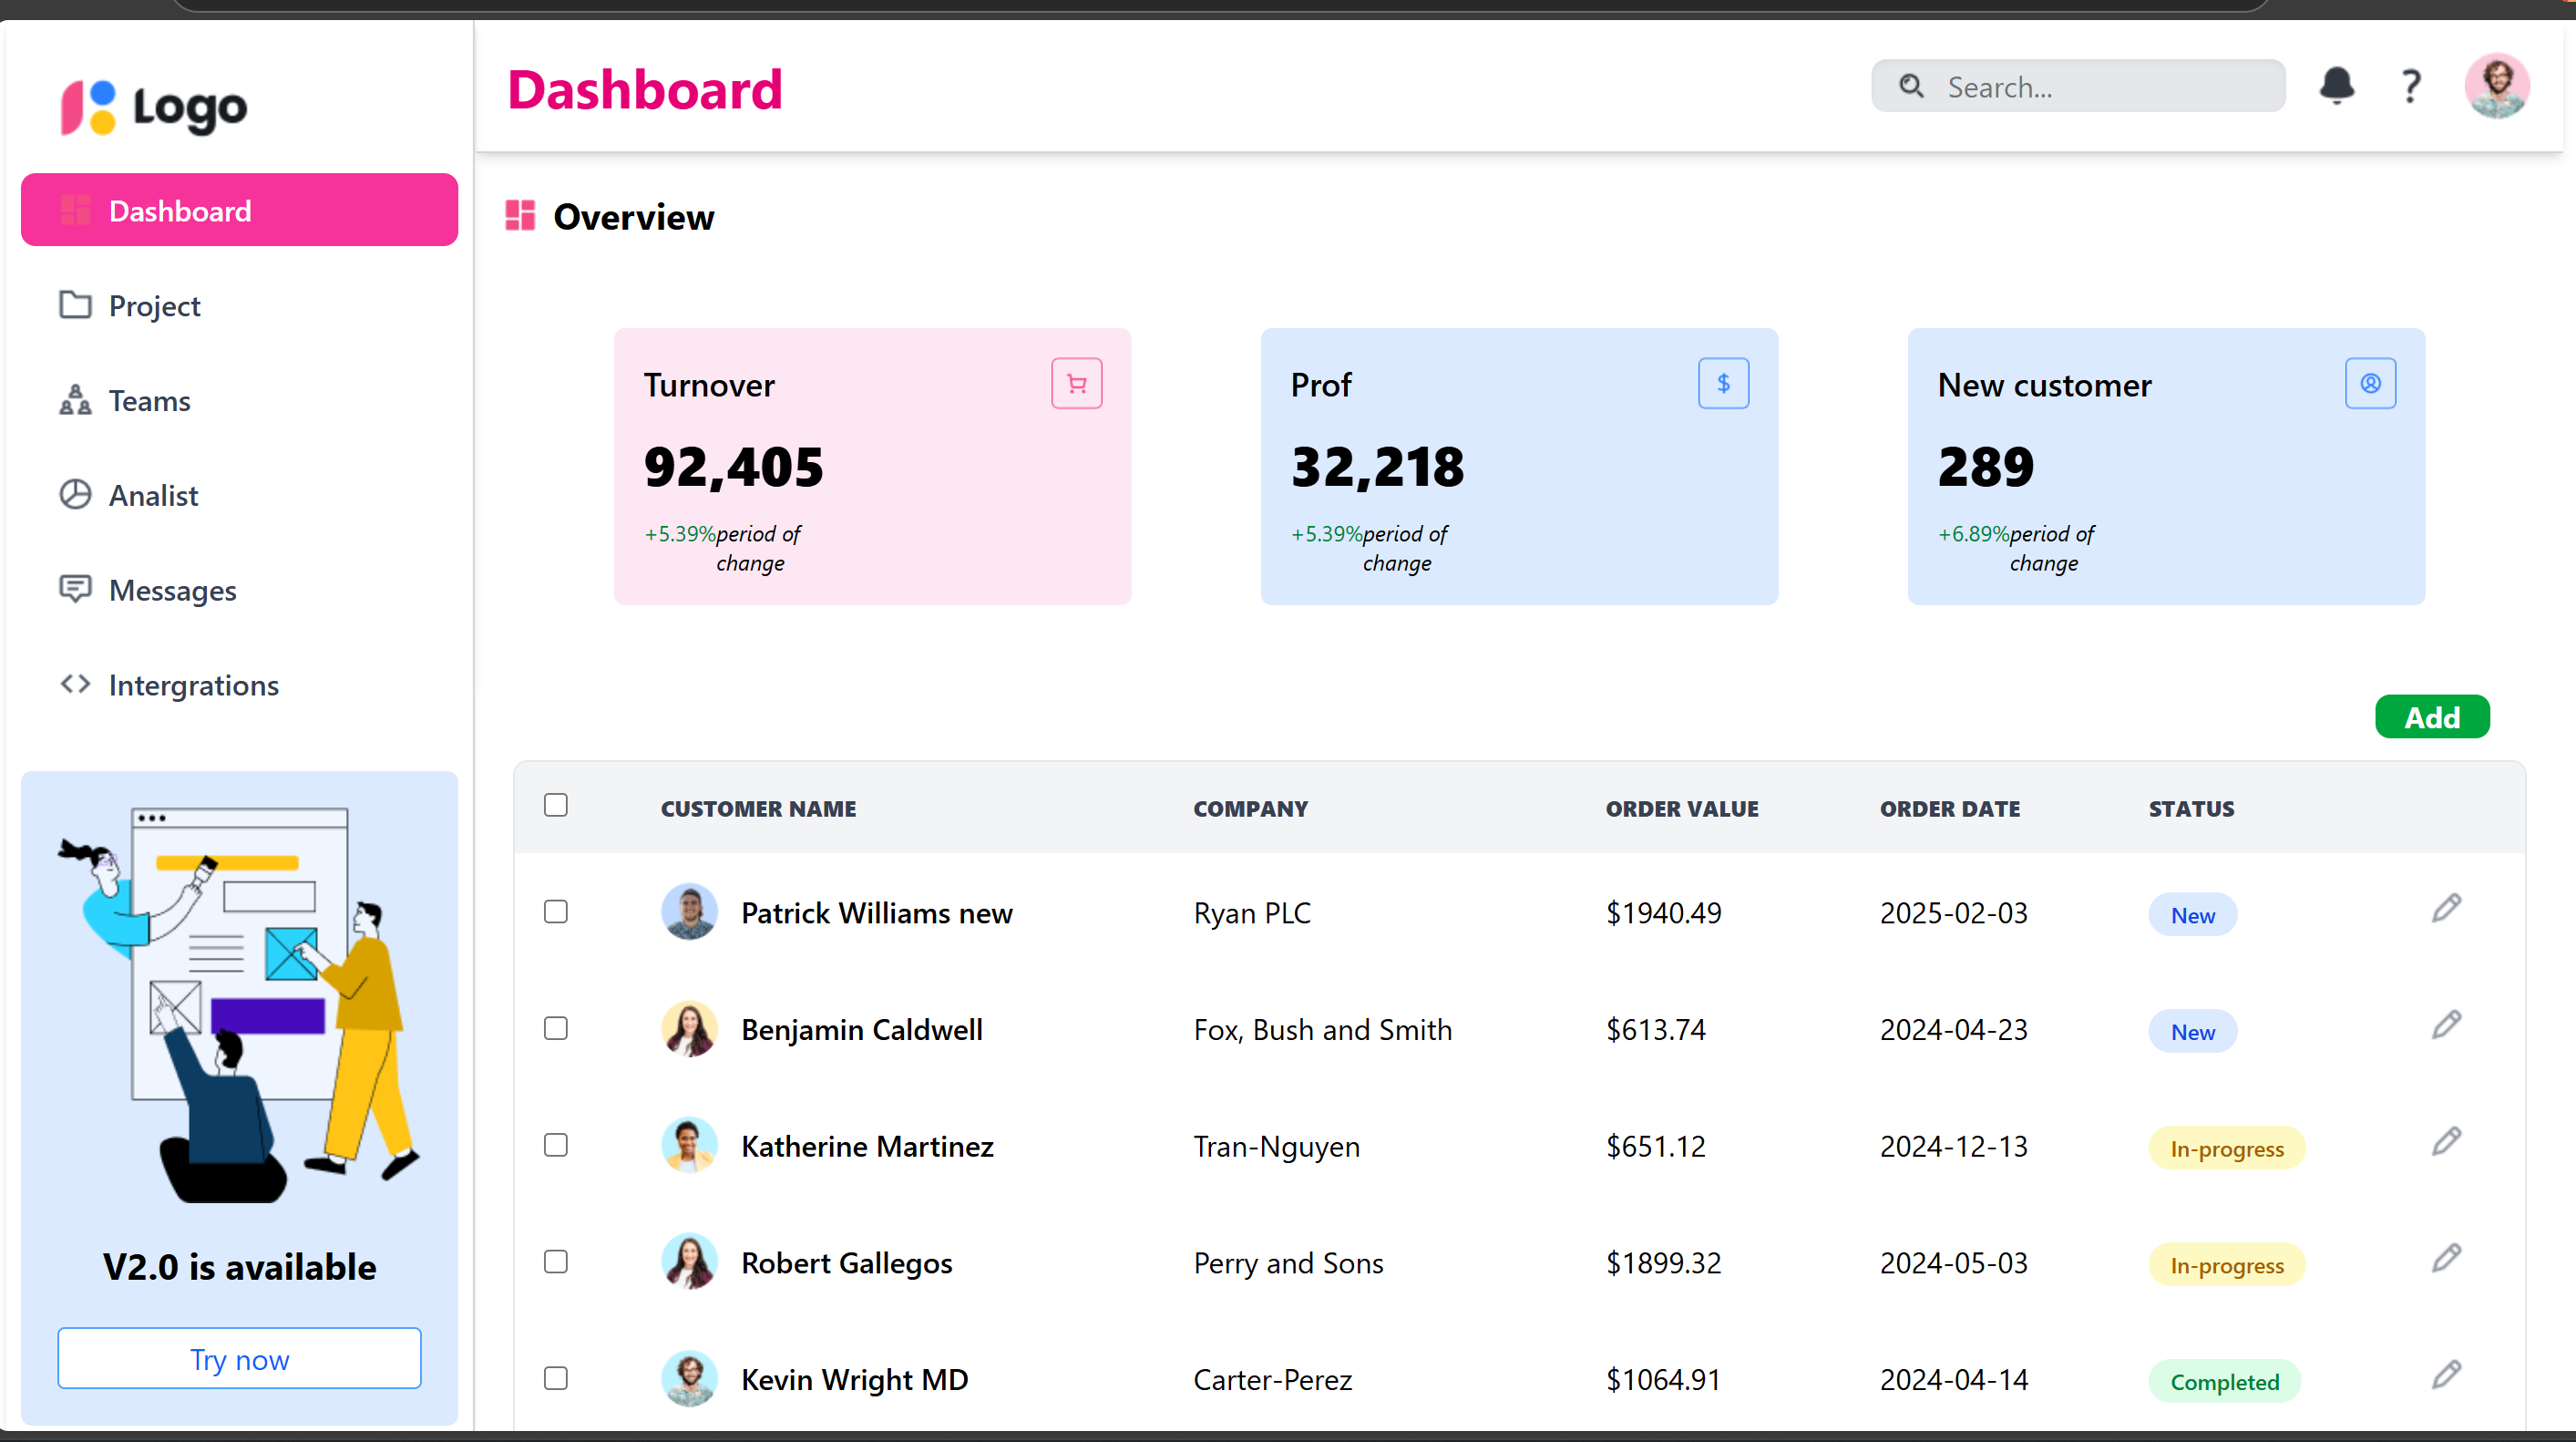 Logo
Dashboard
Search...
Dashboard
Project
Teams
Analist
Messages
Intergrations
V2.0 is available
Try now
Overview
Turnover
92,405
+5.39%period of
change
Prof
$
32,218
+5.39%period of
change
New customer
289
+6.89%period of
change
Add
CUSTOMER NAME COMPANY ORDER VALUE ORDER DATE STATUS
Patrick Williams new Ryan PLC $1940.49 2025-02-03 New
Benjamin Caldwell Fox, Bush and Smith $613.74 2024-04-23 New
Katherine Martinez Tran-Nguyen $651.12 2024-12-13 In-progress
Robert Gallegos Perry and Sons $1899.32 2024-05-03 In-progress
Kevin Wright MD Carter-Perez $1064.91 2024-04-14 Completed